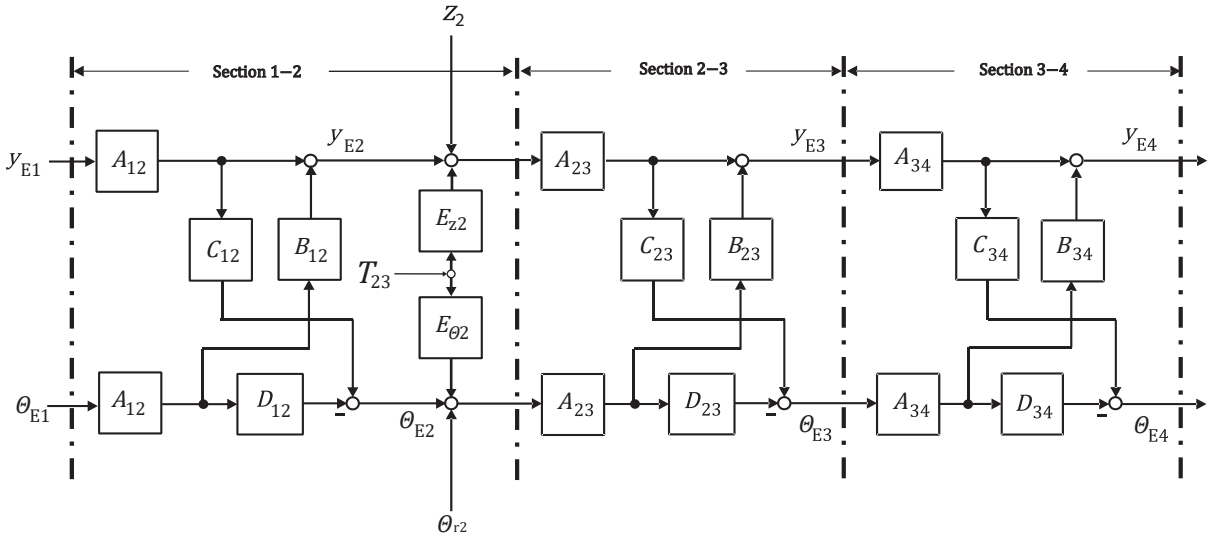 Z2
Section 1–2 Section 2–3 Section 3–4
yE1 A12 yE2 A23 yE3 A34 yE4
C12 B12 Ez2 C23 B23 C34 B34
T23
EΘ2
ΘE1 A12 D12 - ΘE2 A23 D23 - ΘE3 A34 D34 - ΘE4
Θr2